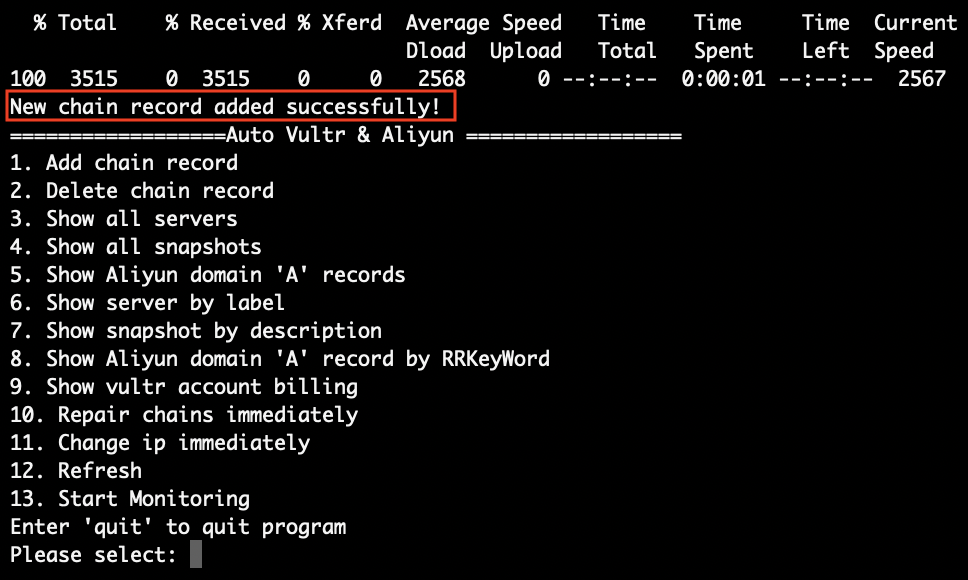 % Total % Received % Xferd Average Speed Time Time Time Current
Dload Upload Total Spent Left Speed
100 3515 0 3515 0 0 2568 0 --:--:-- 0:00:01 --:--:-- 2567
New chain record added successfully!
==================Auto Vultr & Aliyun ==================
1. Add chain record
2. Delete chain record
3. Show all servers
4. Show all snapshots
5. Show Aliyun domain 'A' records
6. Show server by label
7. Show snapshot by description
8. Show Aliyun domain 'A' record by RRKeyWord
9. Show vultr account billing
10. Repair chains immediately
11. Change ip immediately
12. Refresh
13. Start Monitoring
Enter 'quit' to quit program
Please select: